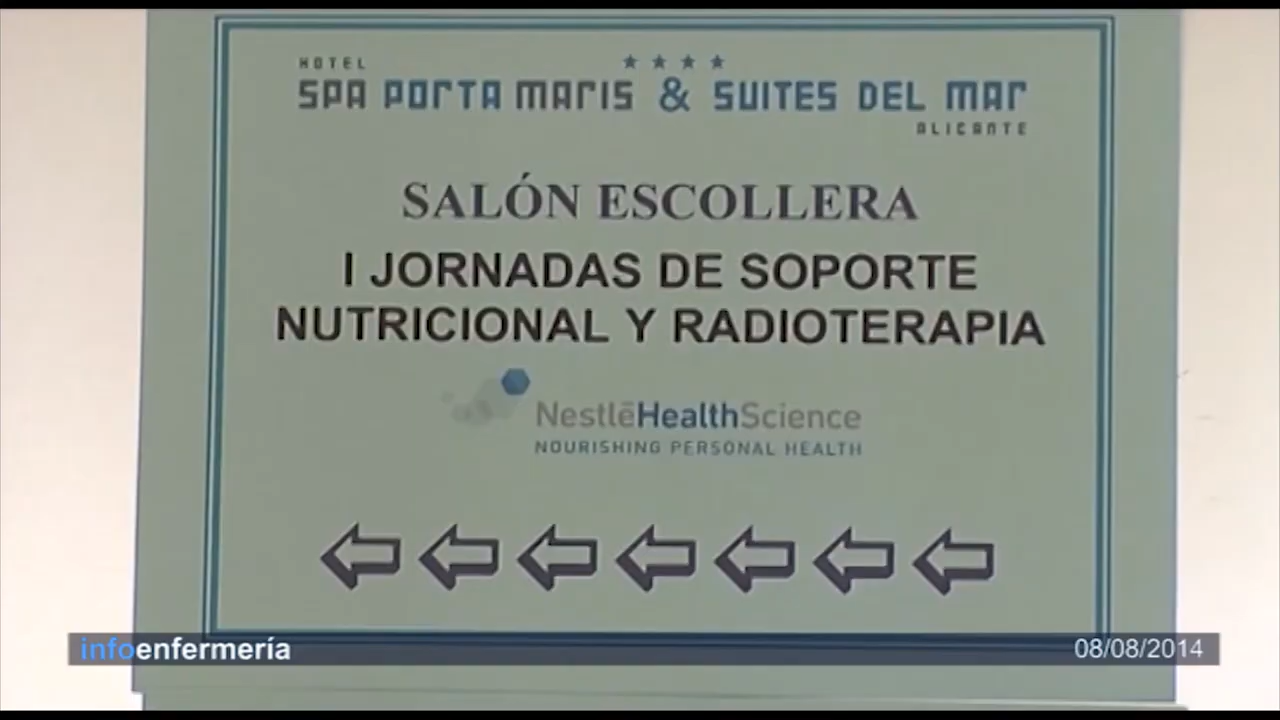 HOTEL
SPA PORTA MARIS & SUITES DEL MAR
ALICANTE
SALÓN ESCOLLERA
I JORNADAS DE SOPORTE
NUTRICIONAL Y RADIOTERAPIA
NestléHealthScience
NOURISHING PERSONAL HEALTH
infoenfermería
08/08/2014